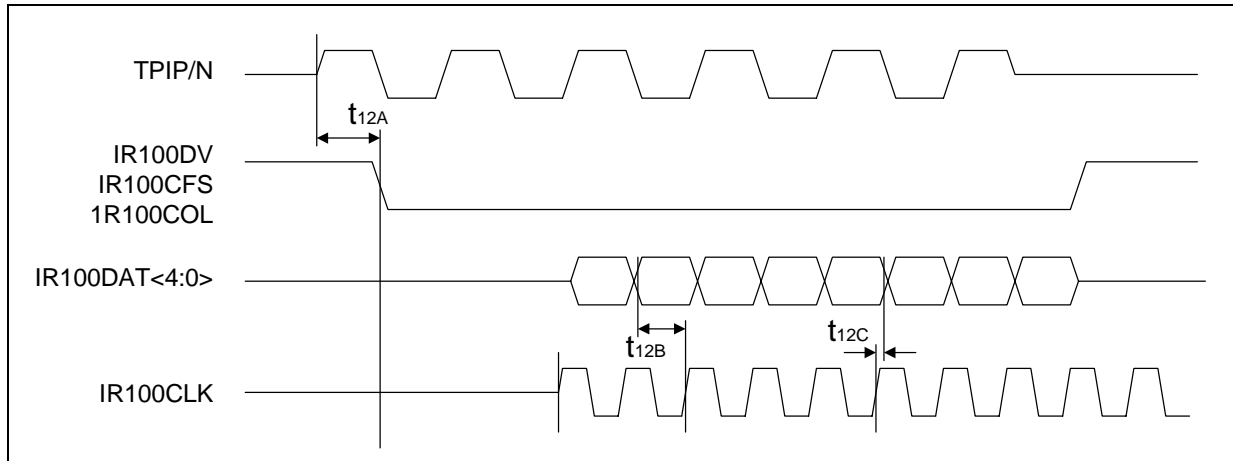 TPIP/N
t12A
IR100DV
IR100CFS
1R100COL
IR100DAT<4:0>
t12B
t12C
IR100CLK